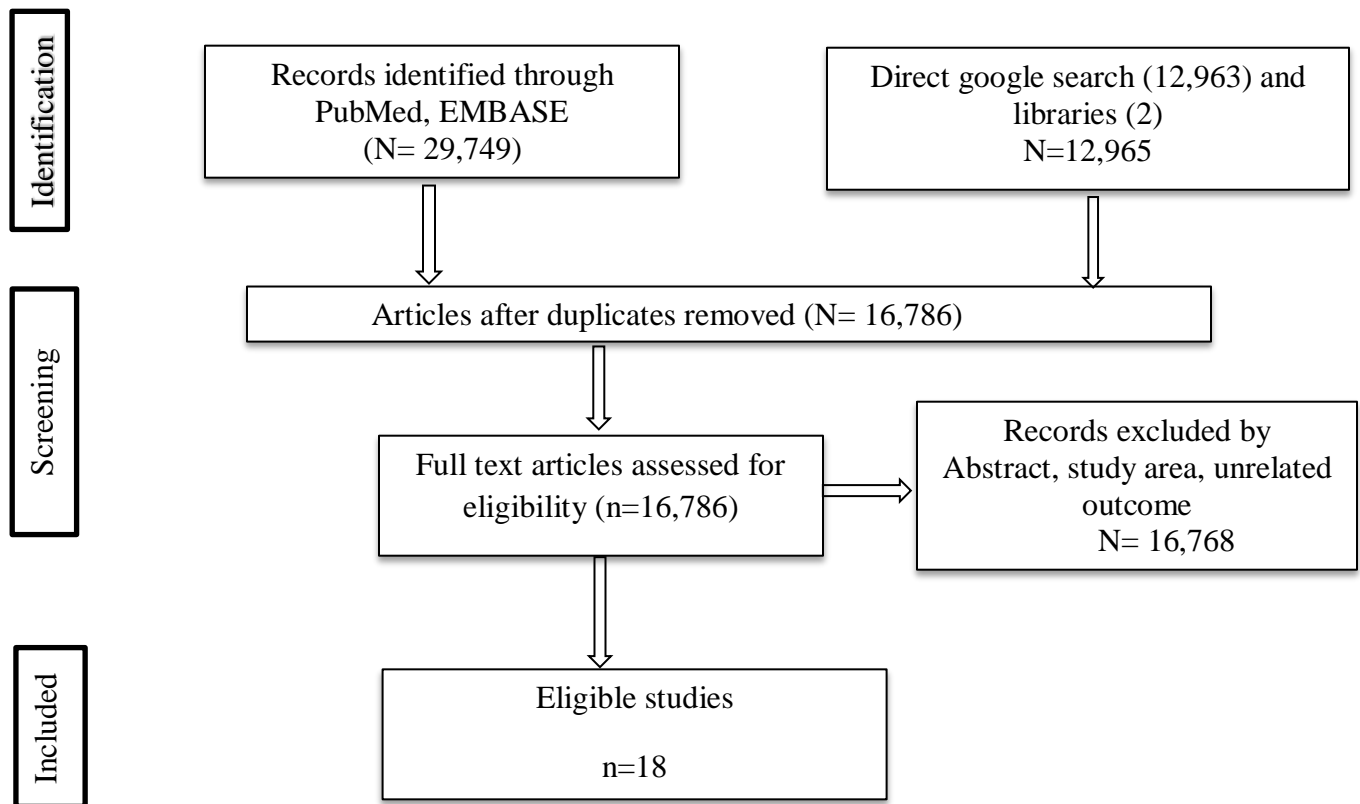 Identification
Records identified through
PubMed, EMBASE
(N= 29,749)
Direct google search (12,963) and
libraries (2)
N=12,965
Screening
Articles after duplicates removed (N= 16,786)
Full text articles assessed for
eligibility (n=16,786)
Records excluded by
Abstract, study area, unrelated
outcome
N= 16,768
Included
Eligible studies
n=18